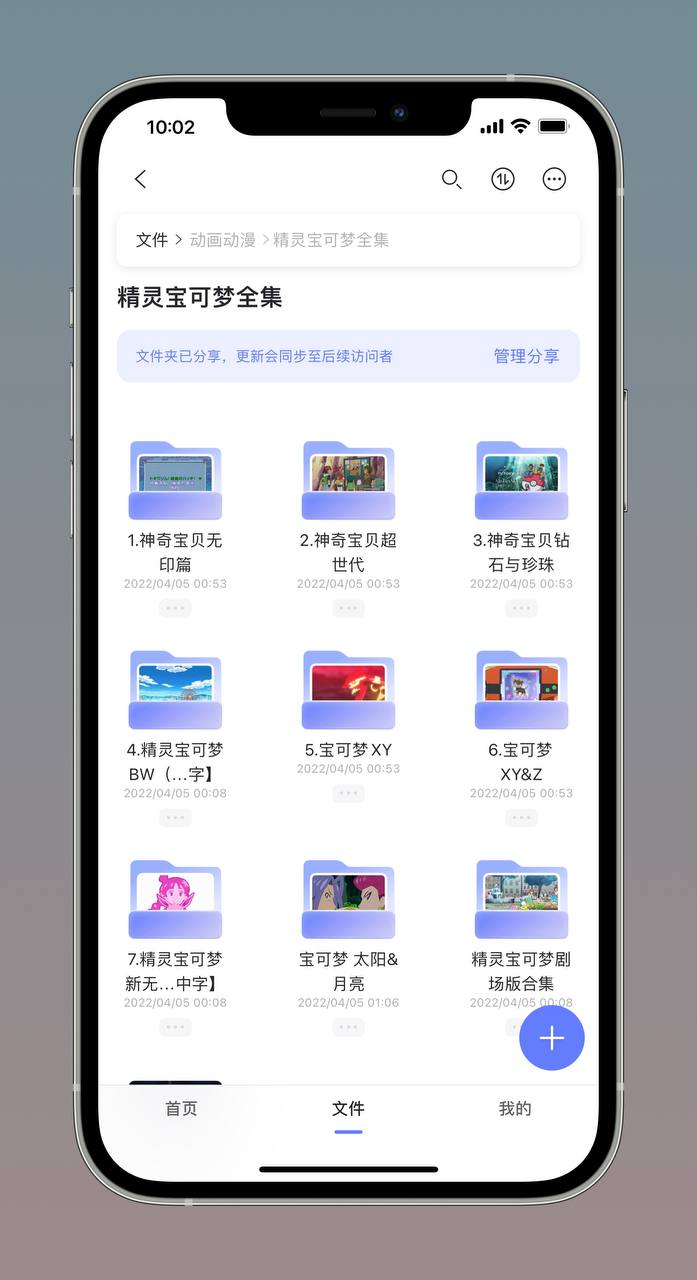 10:02
文件 > 动画动漫 > 精灵宝可梦全集
精灵宝可梦全集
文件夹已分享，更新会同步至后续访问者 管理分享
1.神奇宝贝无
印篇
2022/04/05 00:53
2.神奇宝贝超
世代
2022/04/05 00:53
3.神奇宝贝钻
石与珍珠
2022/04/05 00:53
4.精灵宝可梦
BW（...字】
2022/04/05 00:08
5.宝可梦XY
2022/04/05 00:53
6.宝可梦
XY&Z
2022/04/05 00:53
7.精灵宝可梦
新无...中字】
2022/04/05 00:08
宝可梦 太阳&
月亮
2022/04/05 01:06
精灵宝可梦剧
场版合集
2022/04/05 00:08
首页
文件
我的